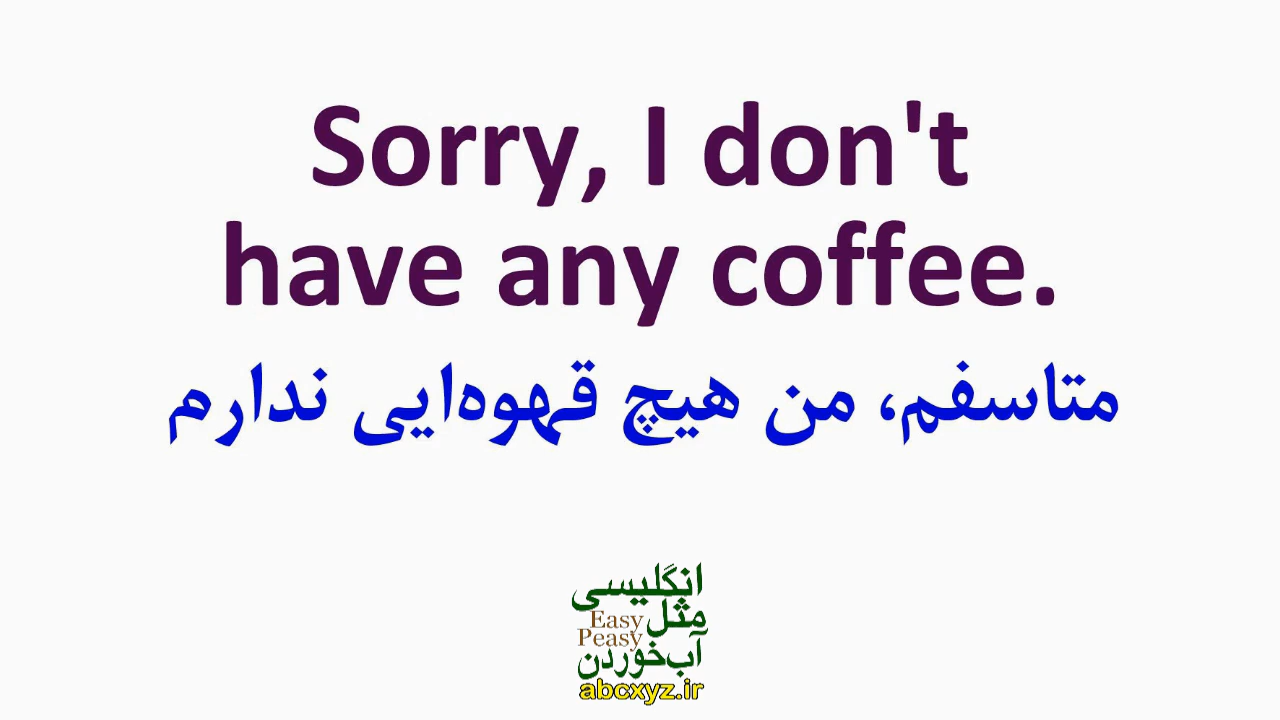 Sorry, I don't
have any coffee.
متاسفم، من هیچ قهوه‌ایی ندارم
انگلیسی
مثل
Easy
Peasy
آب‌خوردن
abcxyz.ir